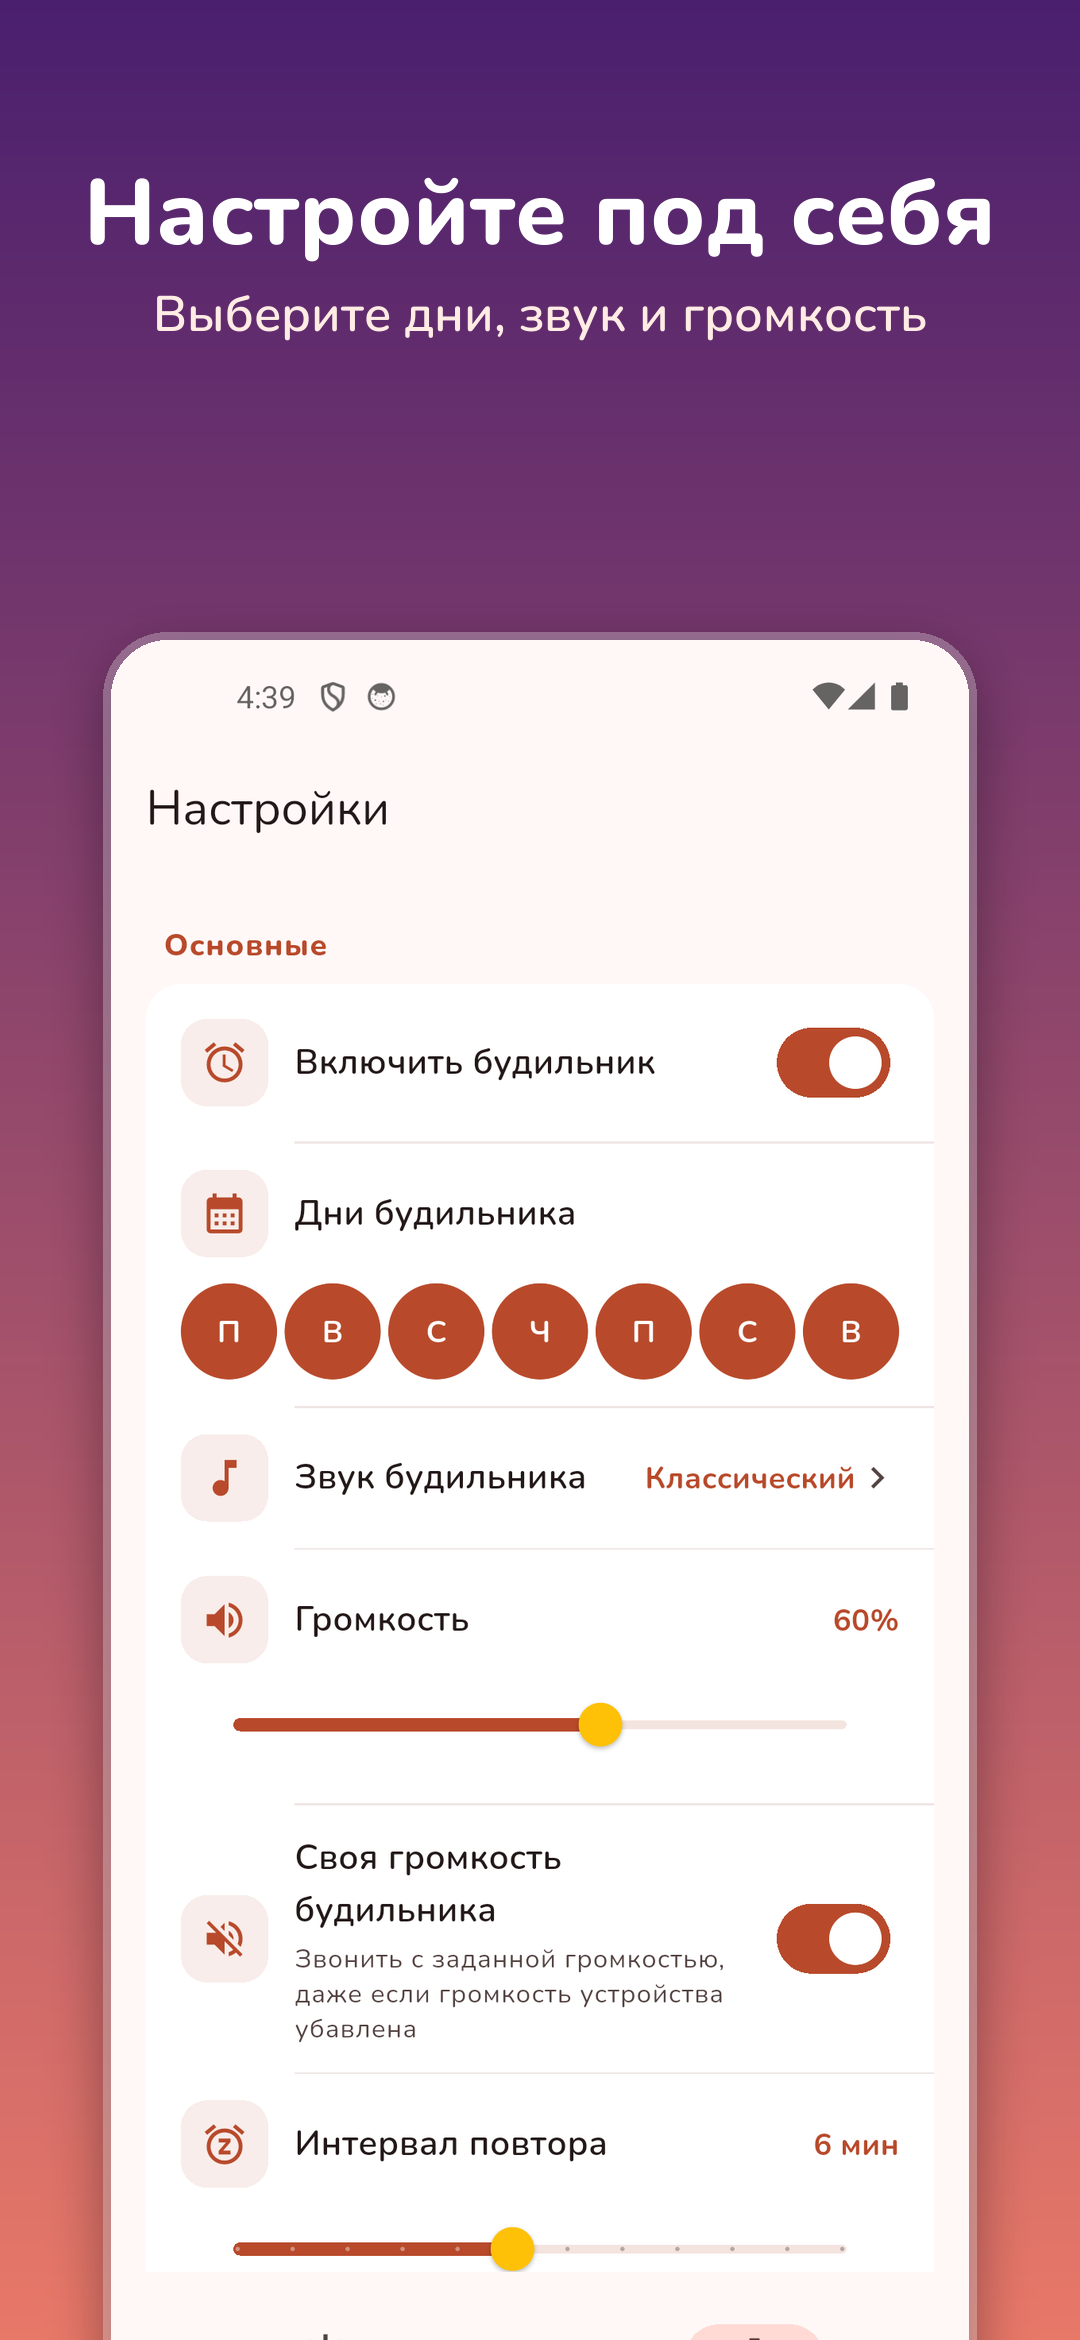 Настройте под себя
Выберите дни, звук и громкость
4:39
Настройки
Основные
Включить будильник
Дни будильника
П В С Ч П С В
Звук будильника Классический
Громкость 60%
Своя громкость
будильника
Звонить с заданной громкостью,
даже если громкость устройства
убавлена
Интервал повтора 6 мин